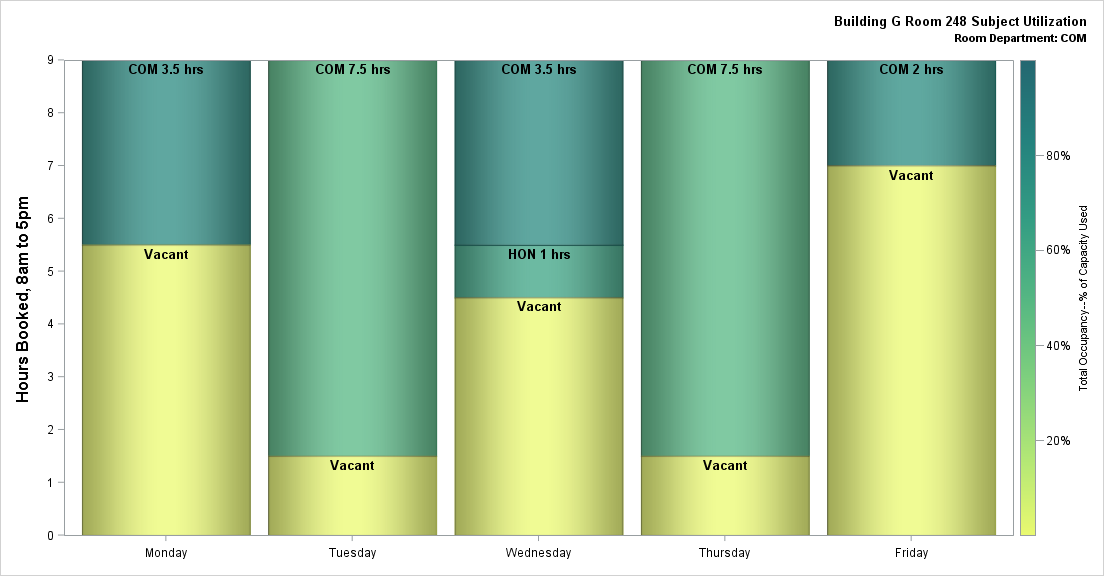 Building G Room 248 Subject Utilization
Room Department: COM
Hours Booked, 8am to 5pm
9
8
7
6
5
4
3
2
1
0
COM 3.5 hrs
Vacant
COM 7.5 hrs
Vacant
COM 3.5 hrs
HON 1 hrs
Vacant
COM 7.5 hrs
Vacant
COM 2 hrs
Vacant
Monday
Tuesday
Wednesday
Thursday
Friday
80%
60%
40%
20%
Total Occupancy--% of Capacity Used